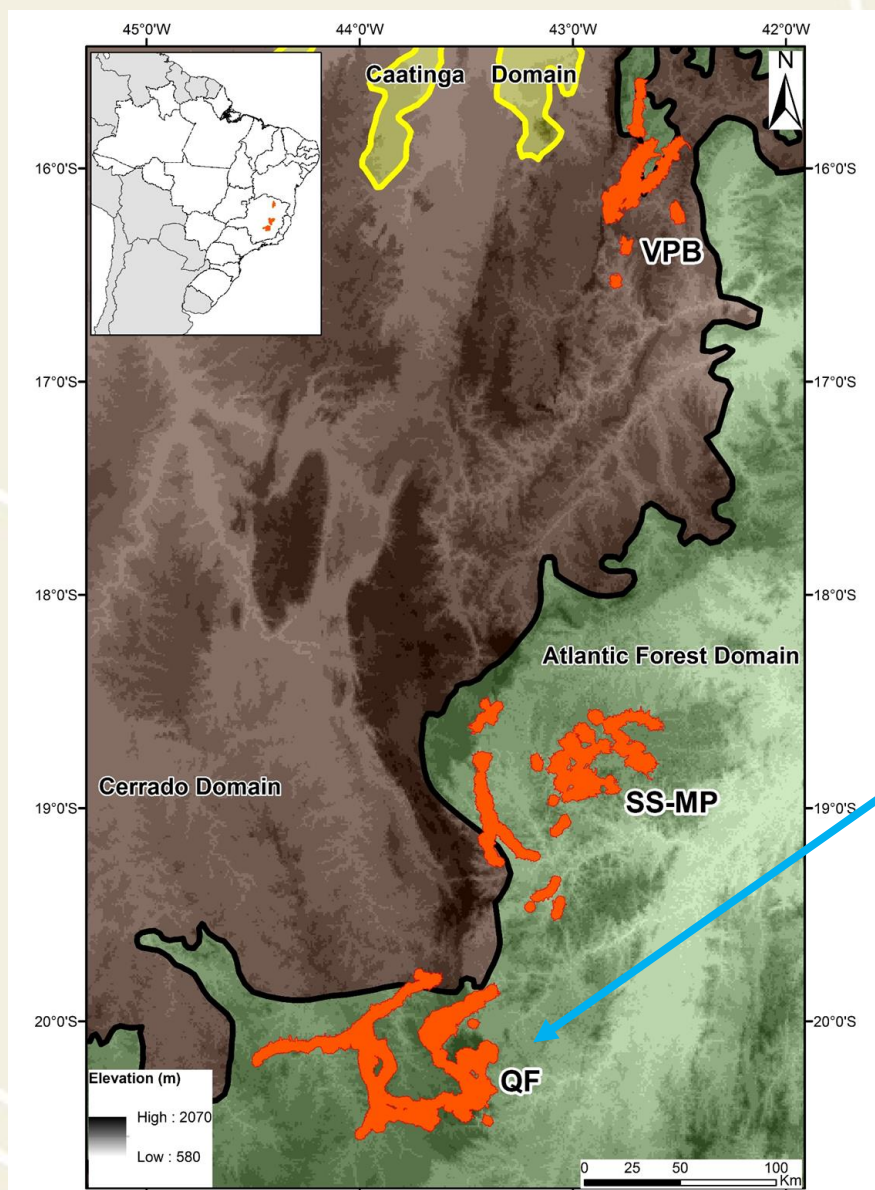 45°0'W 44°0'W 43°0'W 42°0'W
Caatinga Domain
N
16°0'S 16°0'S
VPB
17°0'S 17°0'S
18°0'S 18°0'S
Atlantic Forest Domain
Cerrado Domain
SS-MP
19°0'S 19°0'S
20°0'S 20°0'S
QF
Elevation (m)
High : 2070
Low : 580
0 25 50 100
Km